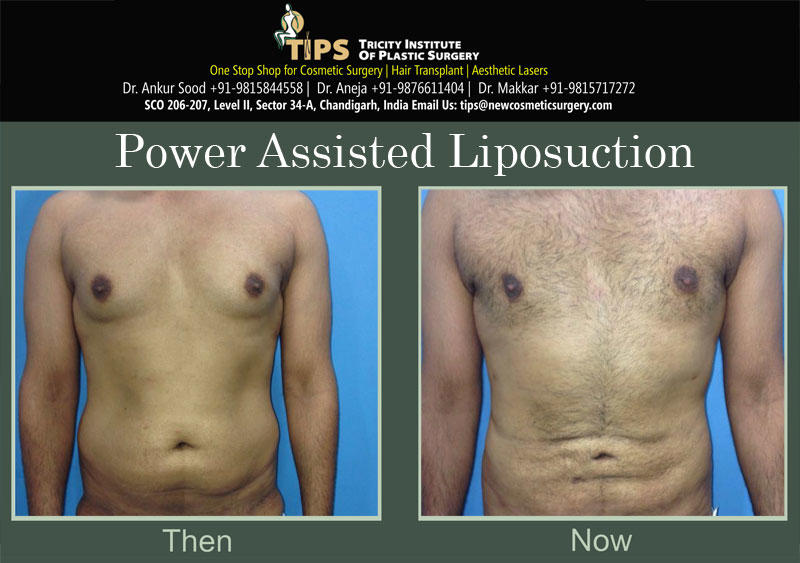 TIPS TRICITY INSTITUTE
OF PLASTIC SURGERY
One Stop Shop for Cosmetic Surgery | Hair Transplant | Aesthetic Lasers
Dr. Ankur Sood +91-9815844558 | Dr. Aneja +91-9876611404 | Dr. Makkar +91-9815717272
SCO 206-207, Level II, Sector 34-A, Chandigarh, India Email Us: tips@newcosmeticsurgery.com
Power Assisted Liposuction
Then
Now